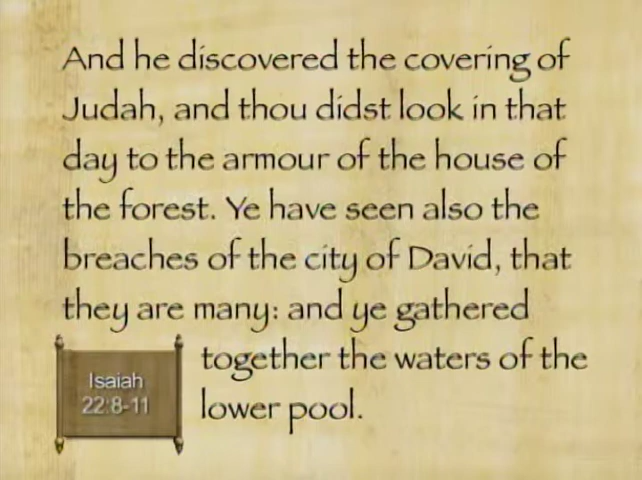 And he discovered the covering of
Judah, and thou didst look in that
day to the armour of the house of
the forest. Ye have seen also the
breaches of the city of David, that
they are many: and ye gathered
together the waters of the
lower pool.
Isaiah
22:8-11